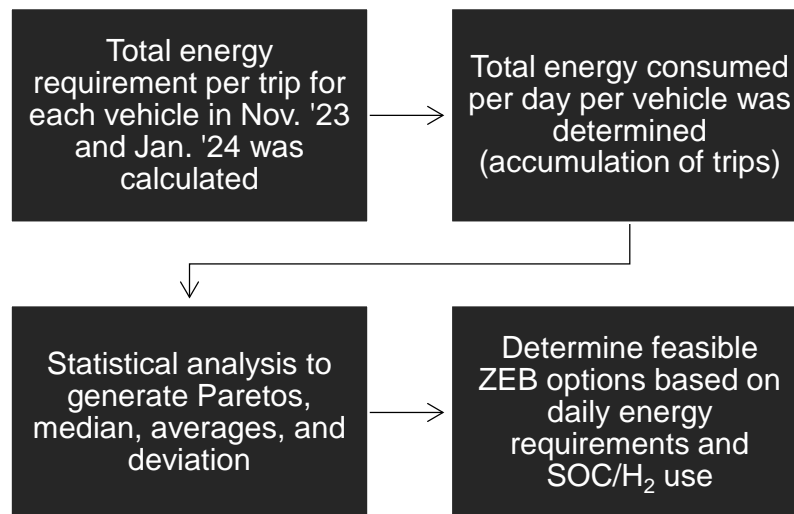 Total energy
requirement per trip for
each vehicle in Nov. '23
and Jan. '24 was
calculated
Total energy consumed
per day per vehicle was
determined
(accumulation of trips)
Statistical analysis to
generate Paretos,
median, averages, and
deviation
Determine feasible
ZEB options based on
daily energy
requirements and
SOC/H₂ use